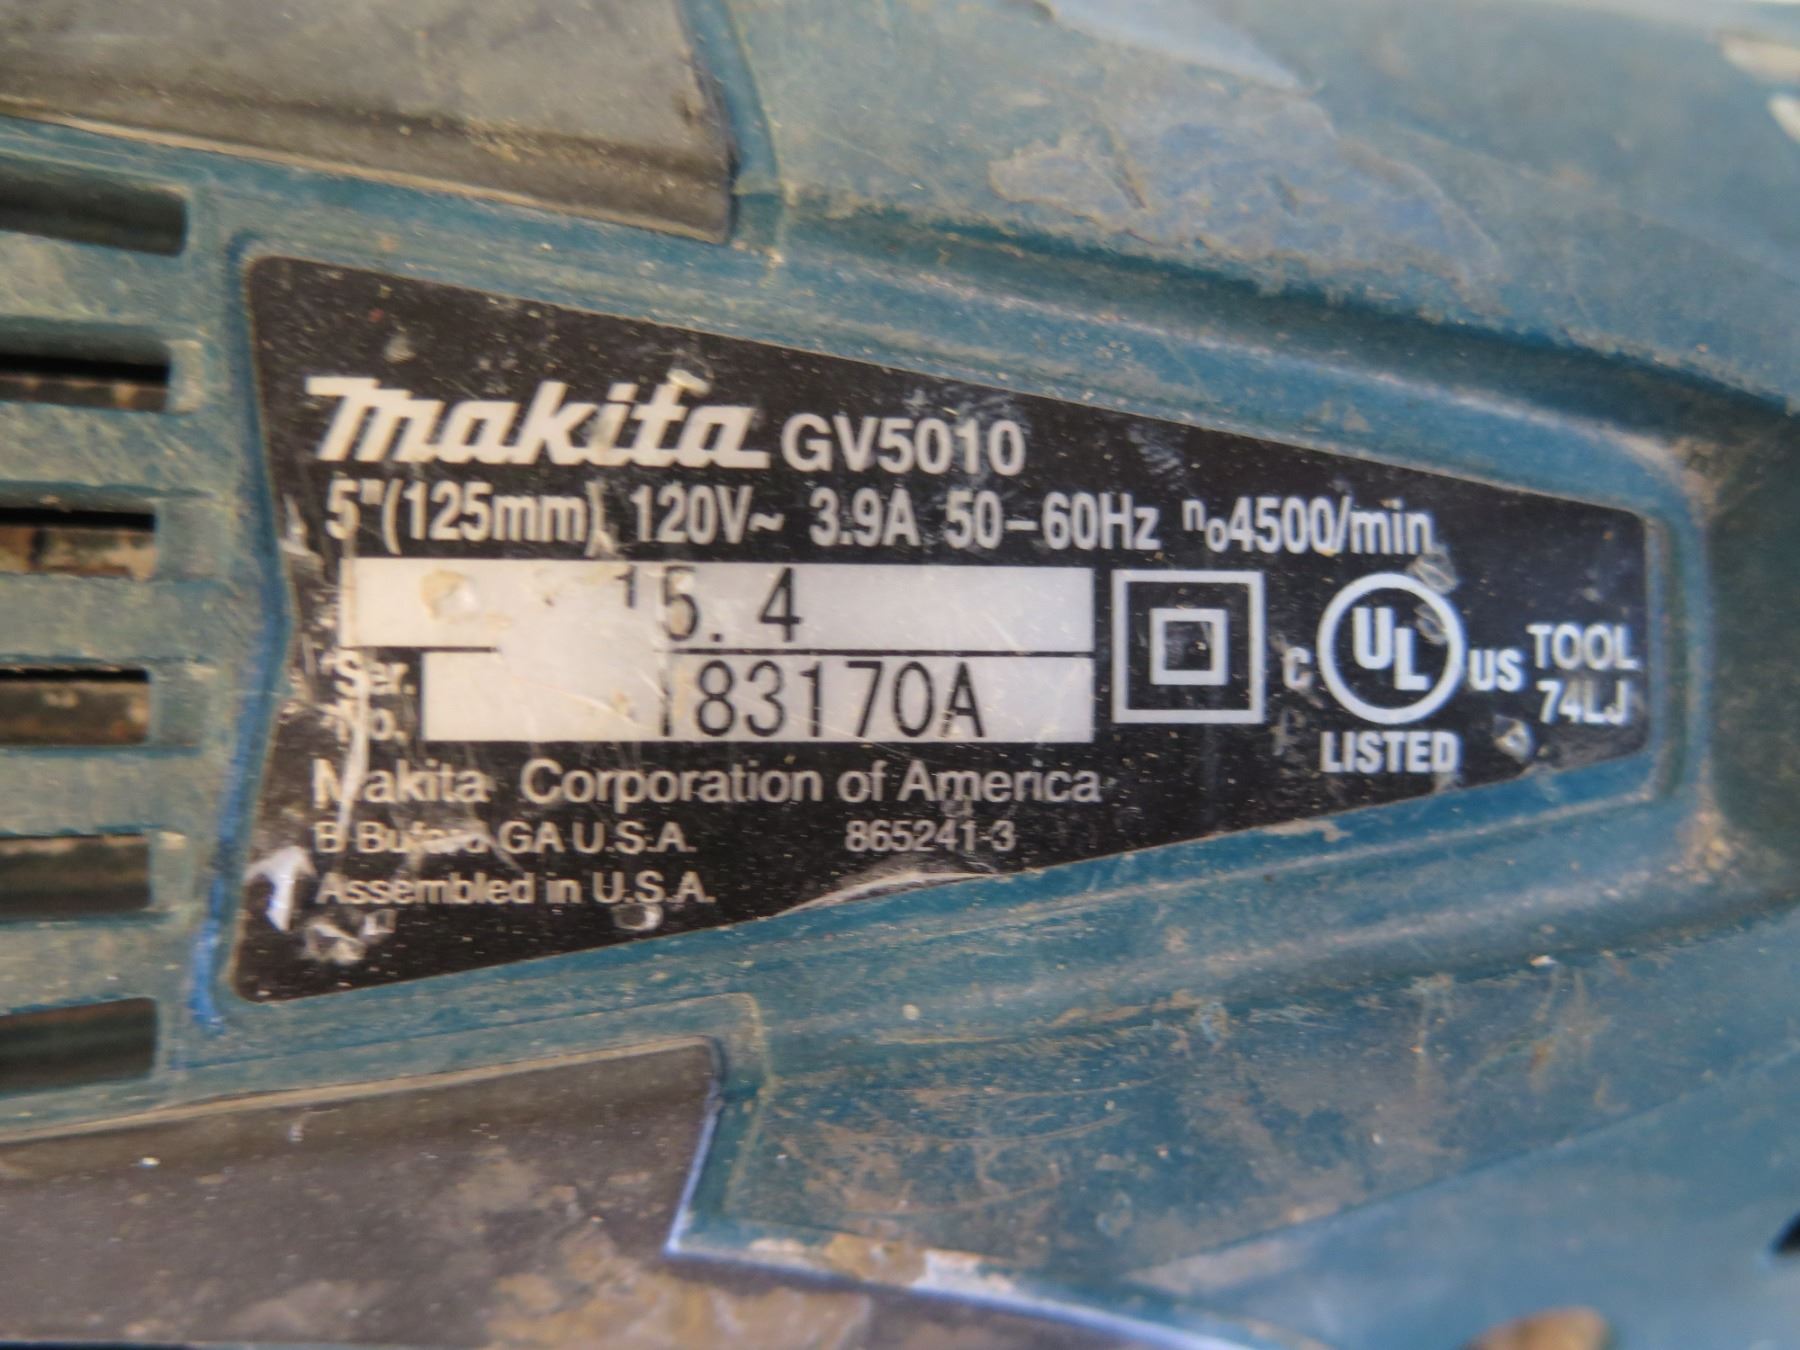 makita GV5010
5"(125mm) 120V~ 3.9A 50-60Hz no4500/min
15.4
Ser. No. 183170A
C UL US LISTED
TOOL
74LJ
Makita Corporation of America
GA U.S.A. 865241-3
Assembled in U.S.A.